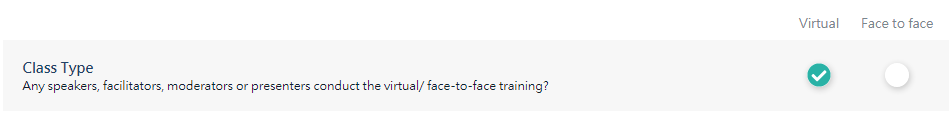 Virtual Face to face
Class Type
Any speakers, facilitators, moderators or presenters conduct the virtual/ face-to-face training?